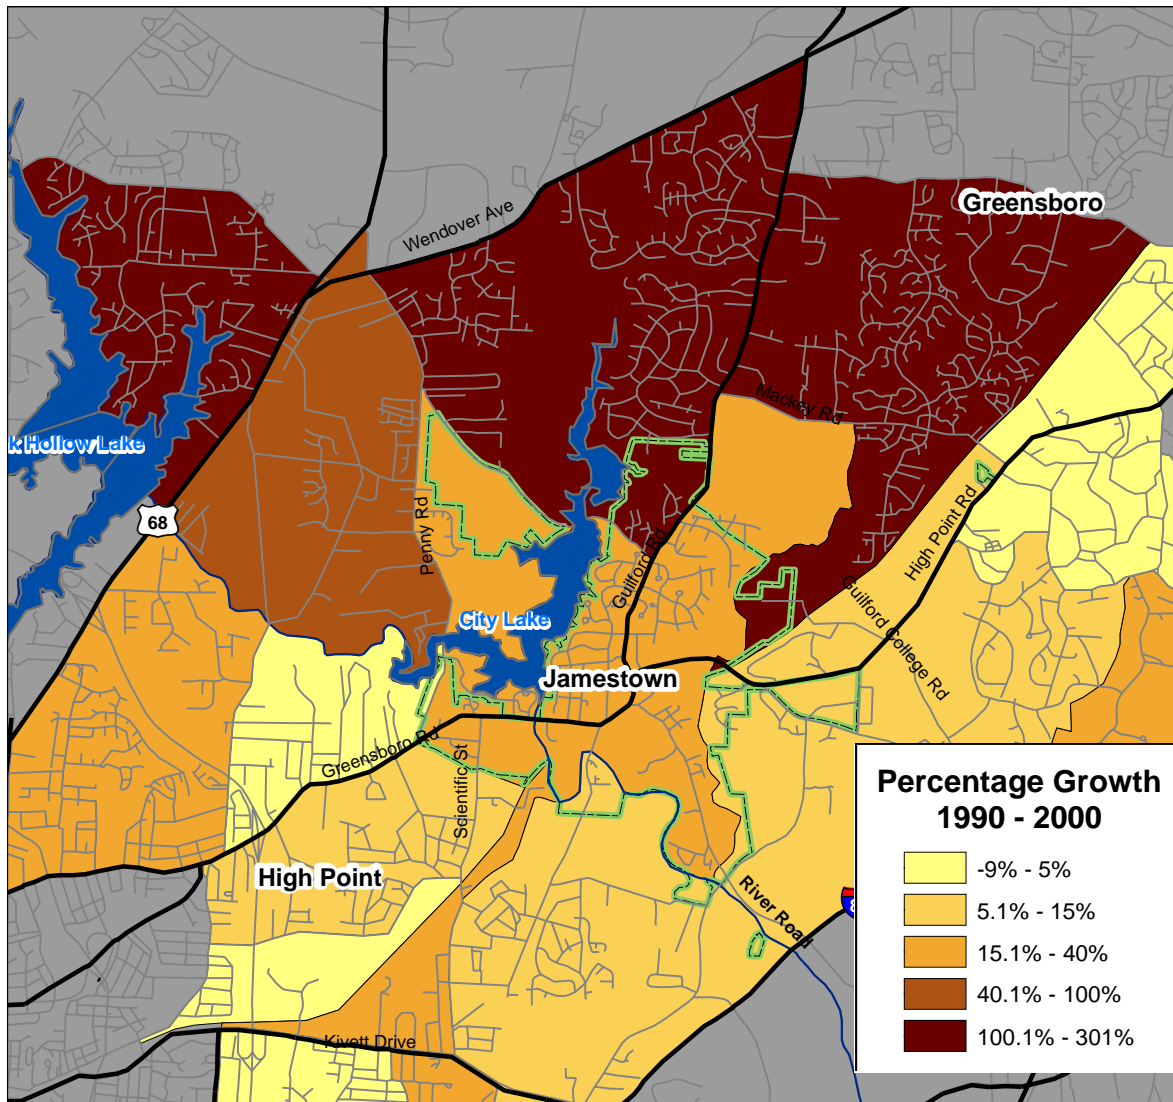 Greensboro
Wendover Ave
Mackey Rd
k Hollow Lake
68
Penny Rd
High Point Rd
Guilford Rd
Guilford College Rd
City Lake
Jamestown
Greensboro Rd
Scientific St
High Point
River Road
Kivett Drive
Percentage Growth
1990 - 2000
-9% - 5%
5.1% - 15%
15.1% - 40%
40.1% - 100%
100.1% - 301%